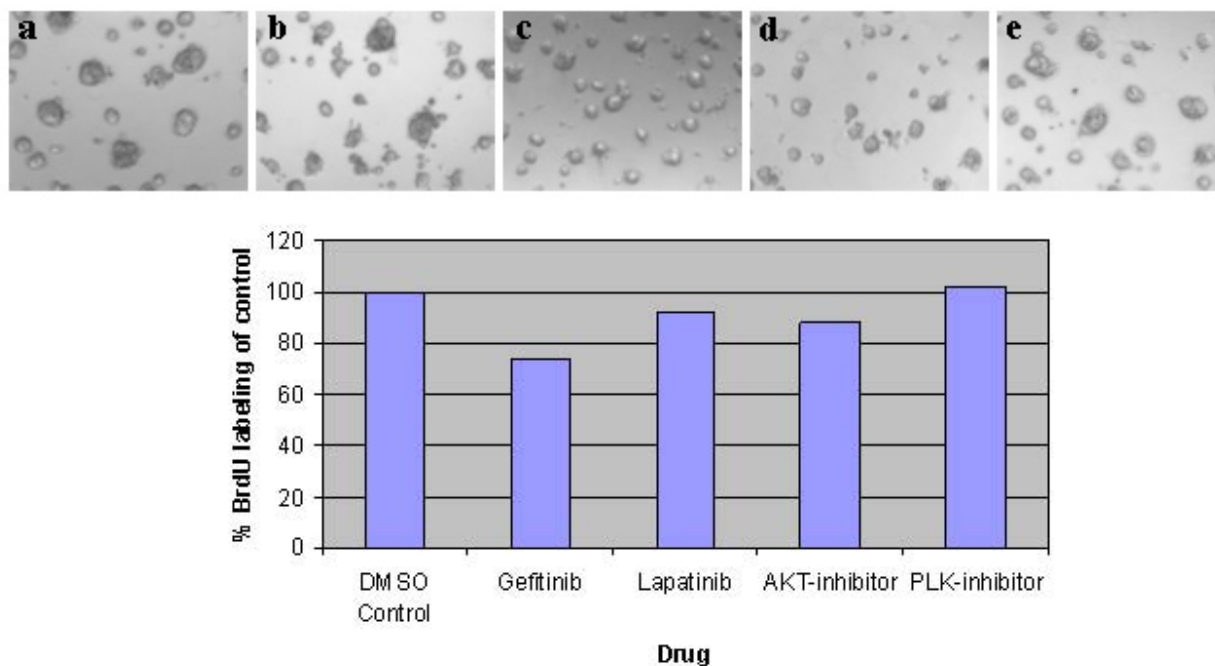 a b c d e
% BrdU labeling of control
120
100
80
60
40
20
0
DMSO Control
Gefitinib
Lapatinib
AKT-inhibitor
PLK-inhibitor
Drug